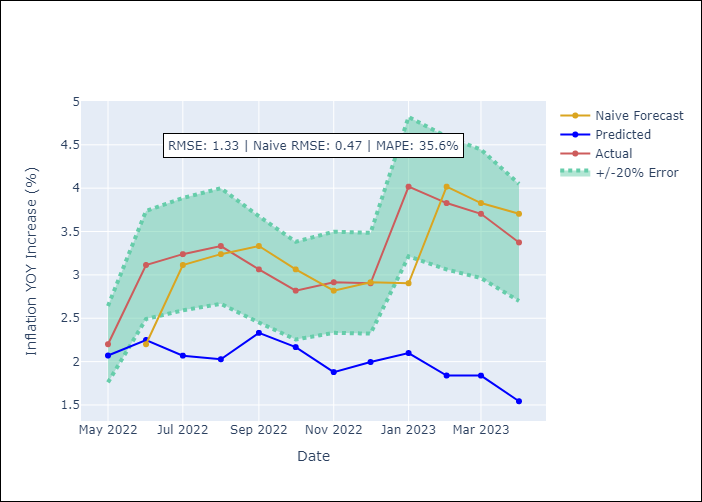 5
4.5
4
3.5
3
2.5
2
1.5
Inflation YOY Increase (%)
RMSE: 1.33 | Naive RMSE: 0.47 | MAPE: 35.6%
Naive Forecast
Predicted
Actual
+/-20% Error
May 2022
Jul 2022
Sep 2022
Nov 2022
Jan 2023
Mar 2023
Date